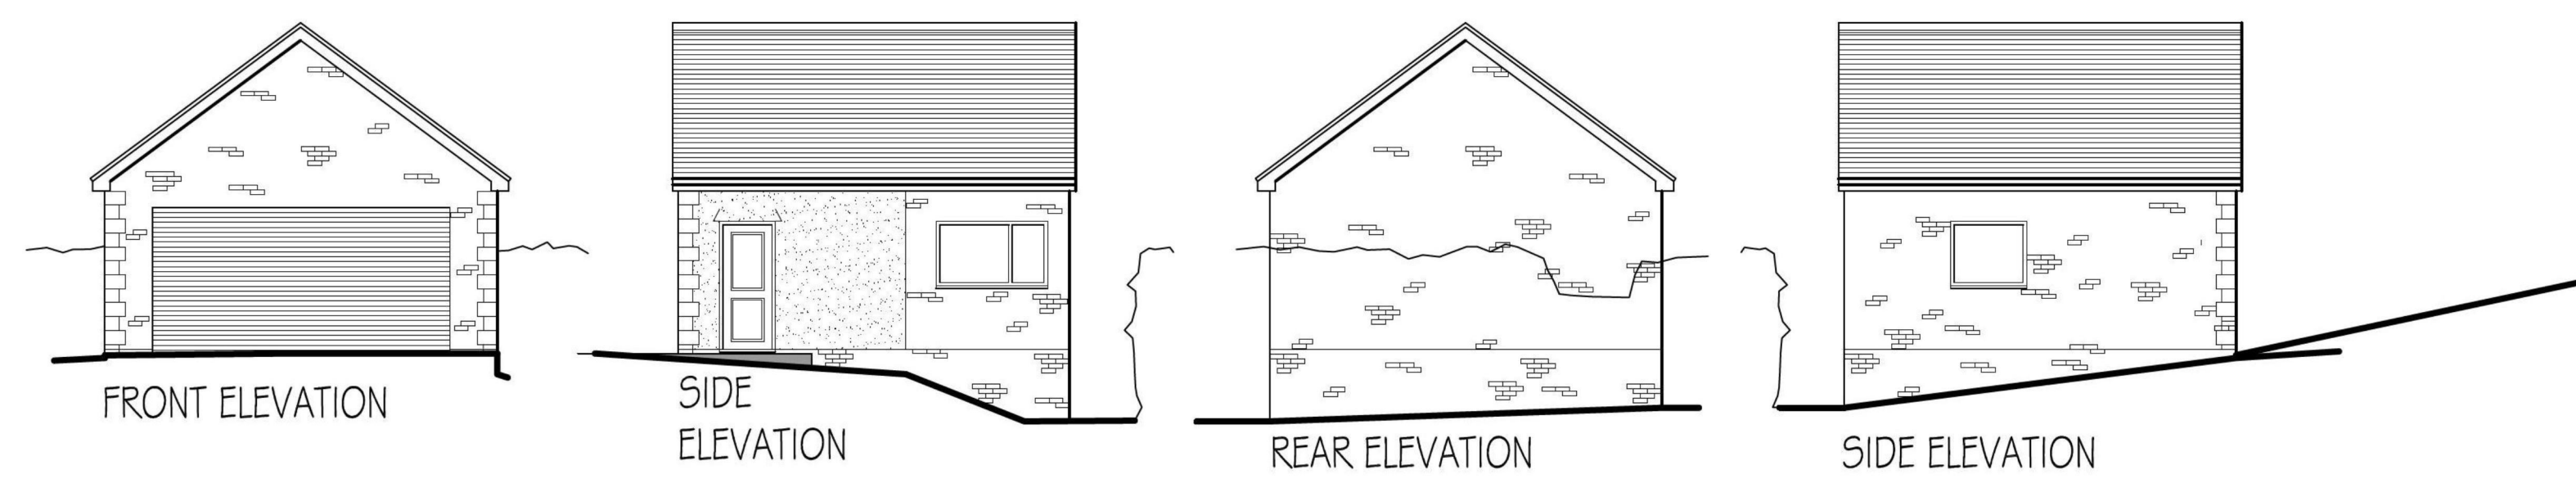 FRONT ELEVATION
SIDE
ELEVATION
REAR ELEVATION
SIDE ELEVATION